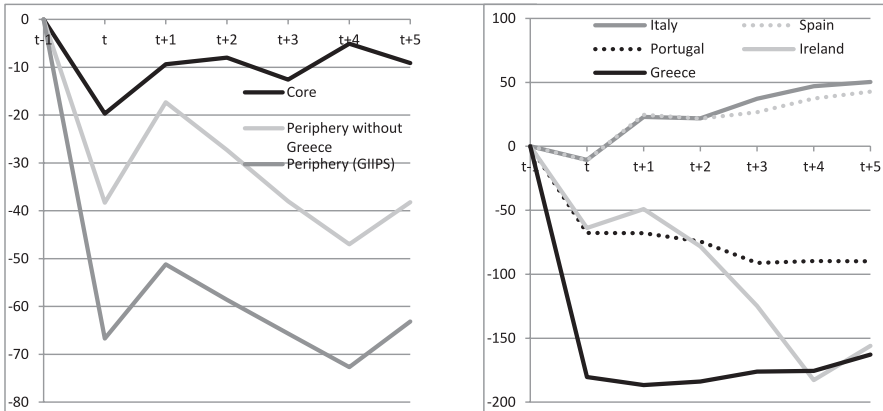 0
-10
-20
-30
-40
-50
-60
-70
-80
t-1 t t+1 t+2 t+3 t+4 t+5
Core
Periphery without
Greece
Periphery (GIIPS)
100
50
0
-50
-100
-150
-200
t-1 t t+1 t+2 t+3 t+4 t+5
Italy Spain
Portugal Ireland
Greece